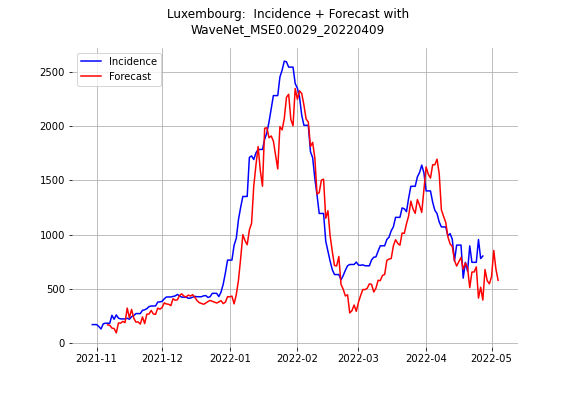 Luxembourg:  Incidence + Forecast with
WaveNet_MSE0.0029_20220409
Incidence
Forecast
2500
2000
1500
1000
500
0
2021-11 2021-12 2022-01 2022-02 2022-03 2022-04 2022-05